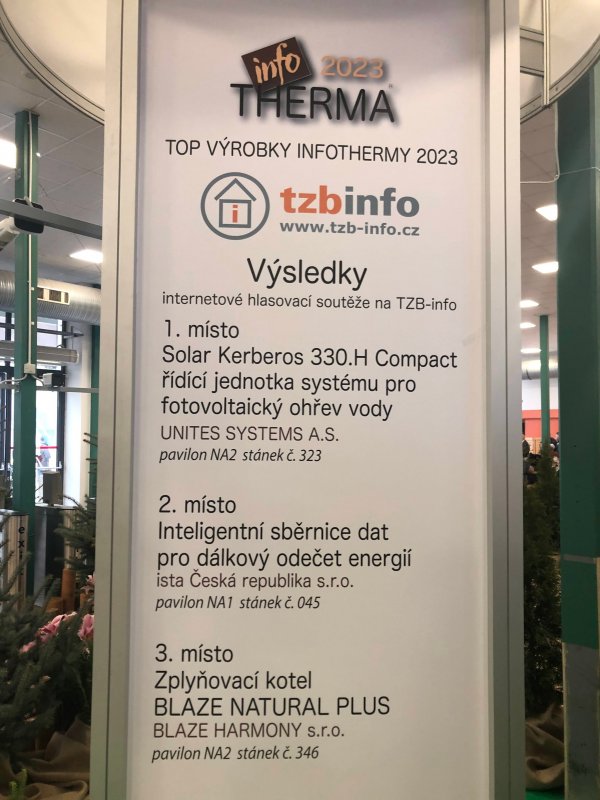 info 2023
THERMA
TOP VÝROBKY INFOTHERMY 2023
tzbinfo
www.tzb-info.cz
Výsledky
internetové hlasovací soutěže na TZB-info
1. místo
Solar Kerberos 330.H Compact
řídící jednotka systému pro
fotovoltaický ohřev vody
UNITES SYSTEMS A.S.
pavilon NA2 stánek č. 323
2. místo
Inteligentní sběrnice dat
pro dálkový odečet energií
ista Česká republika s.r.o.
pavilon NA1 stánek č. 045
3. místo
Zplyňovací kotel
BLAZE NATURAL PLUS
BLAZE HARMONY s.r.o.
pavilon NA2 stánek č. 346